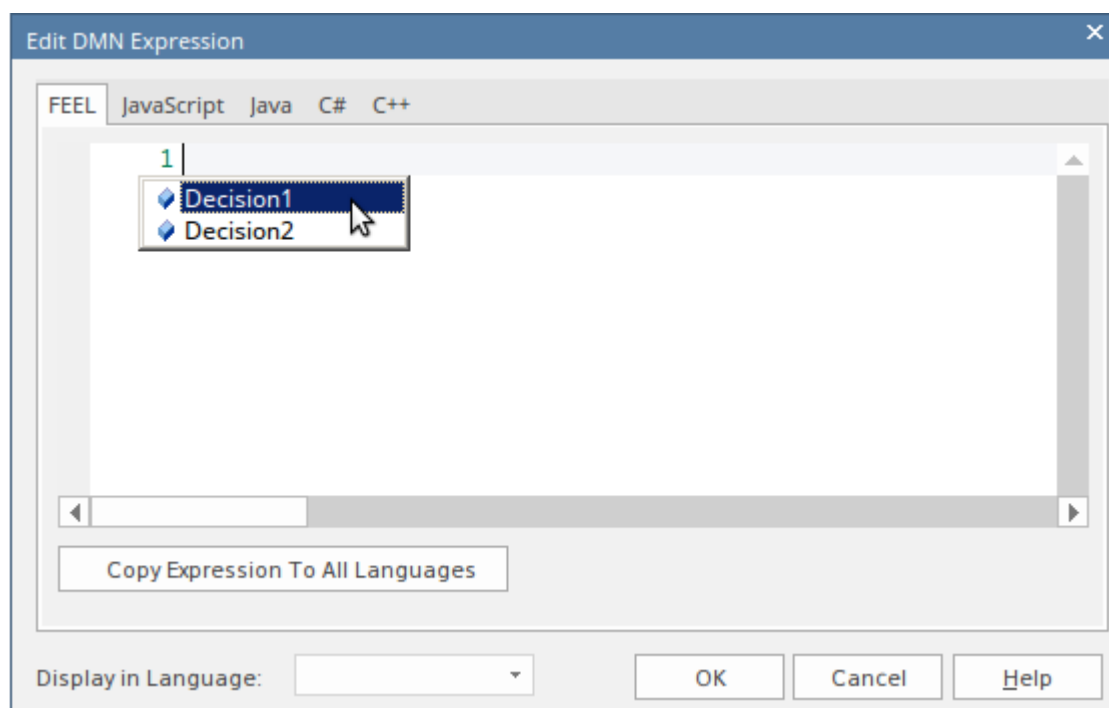 Edit DMN Expression
FEEL JavaScript Java C# C++
1
Decision1
Decision2
Copy Expression To All Languages
Display in Language: OK Cancel Help